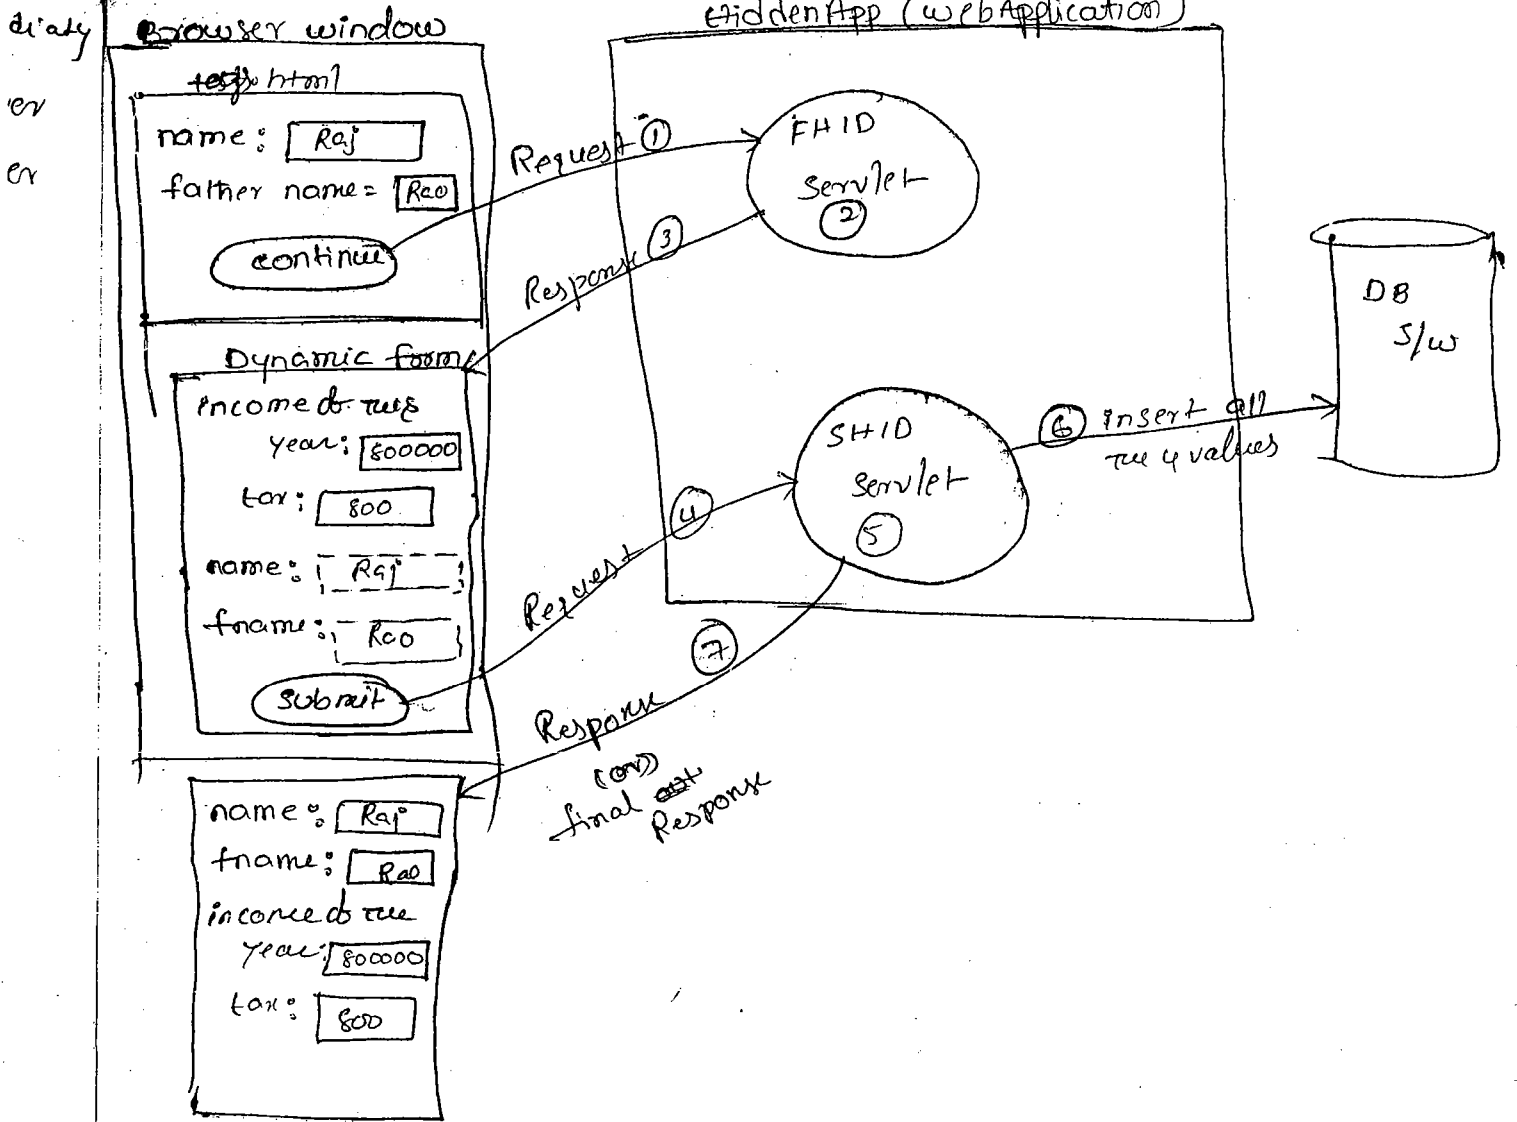 diary
er
er
Browser window
html
name: Raj
father name= Rao
continue
Dynamic form
income of the
year: 800000
tax: 800
name: Raj
fname: Rao
submit
name: Raj
fname: Rao
income of the
year: 800000
tax: 800
Request 1
Response 3
Request 4
7
Response
(or)
final
Response
HiddenApp (WebApplication)
FHID
Servlet
2
SHID
Servlet
5
6 insert all
the 4 values
DB
S/w